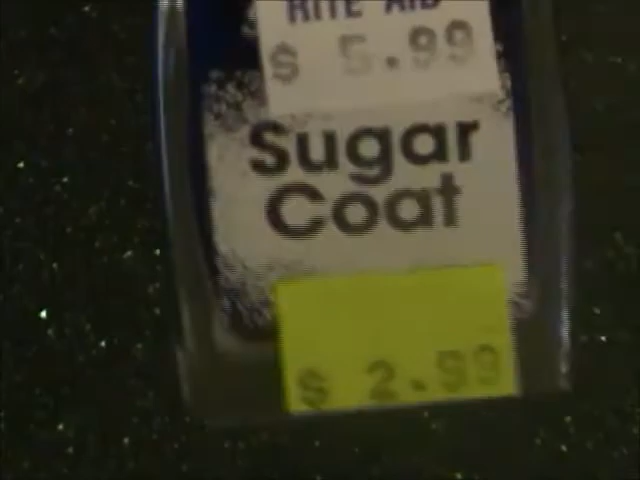 RITE AID
$ 5.99
Sugar
Coat
$ 2.99